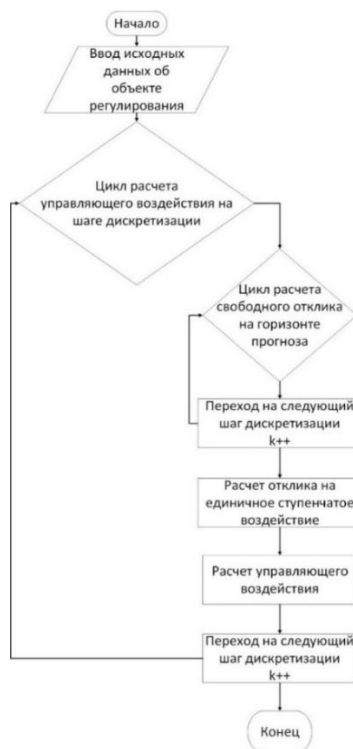 Начало
Ввод исходных
данных об
объекте
регулирования
Цикл расчета
управляющего воздействия на
шаге дискретизации
Цикл расчета
свободного отклика
на горизонте
прогноза
Переход на следующий
шаг дискретизации
k++
Расчет отклика на
единичное ступенчатое
воздействие
Расчет управляющего
воздействия
Переход на следующий
шаг дискретизации
k++
Конец